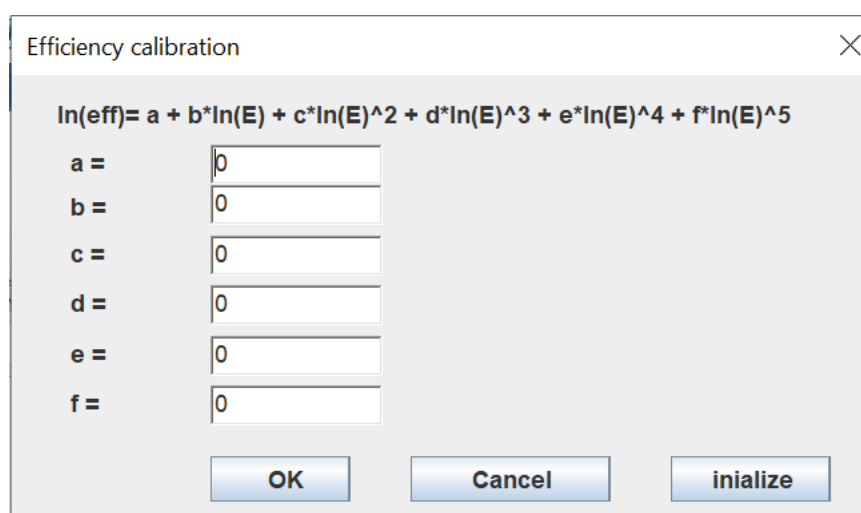 Efficiency calibration
ln(eff)= a + b*ln(E) + c*ln(E)^2 + d*ln(E)^3 + e*ln(E)^4 + f*ln(E)^5
a = 0
b = 0
c = 0
d = 0
e = 0
f = 0
OK Cancel inialize